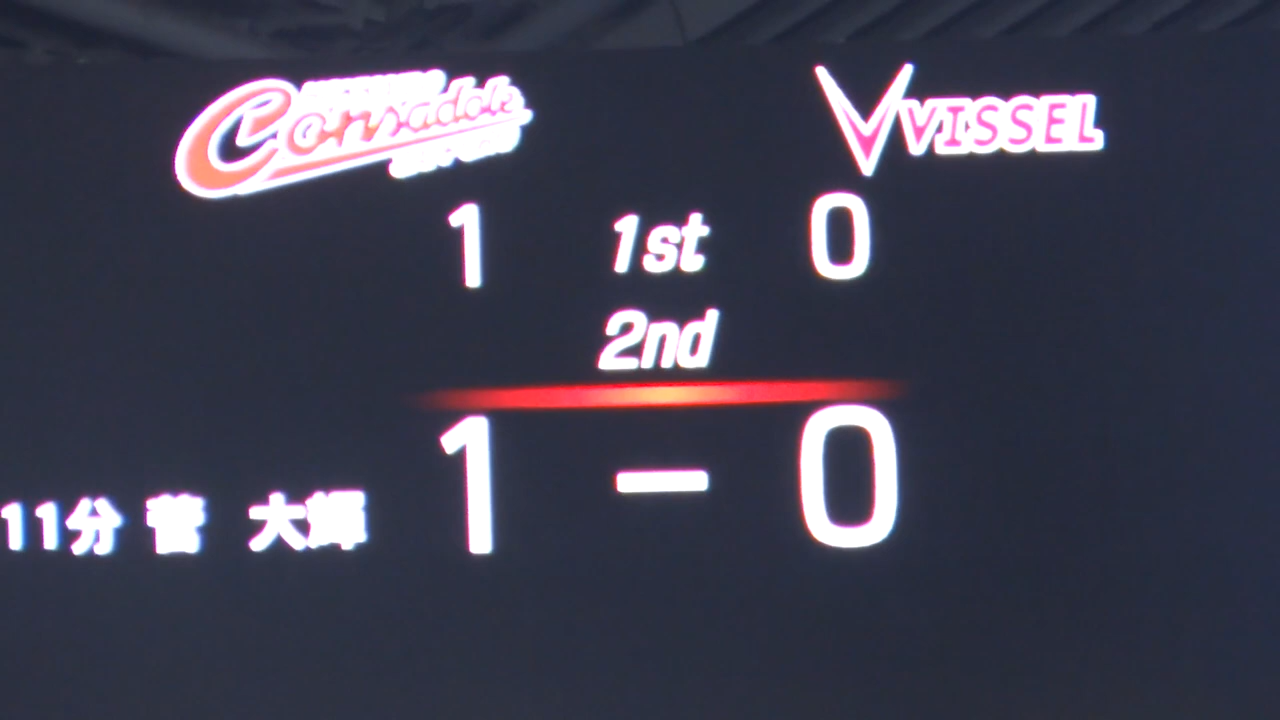 Consadole
VISSEL
1 1st 0
2nd
1 - 0
11分 菅 大輝